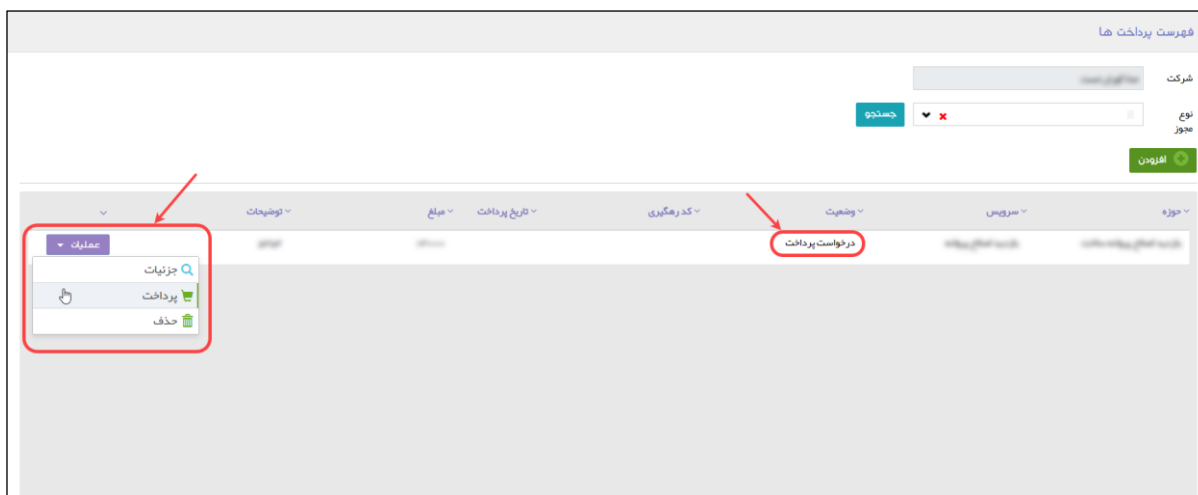 فهرست پرداخت ها
شرکت
نوع مجوز
جستجو
افزودن
حوزه سرویس وضعیت کد رهگیری تاریخ پرداخت مبلغ توضیحات
درخواست پرداخت عملیات
جزئیات
پرداخت
حذف